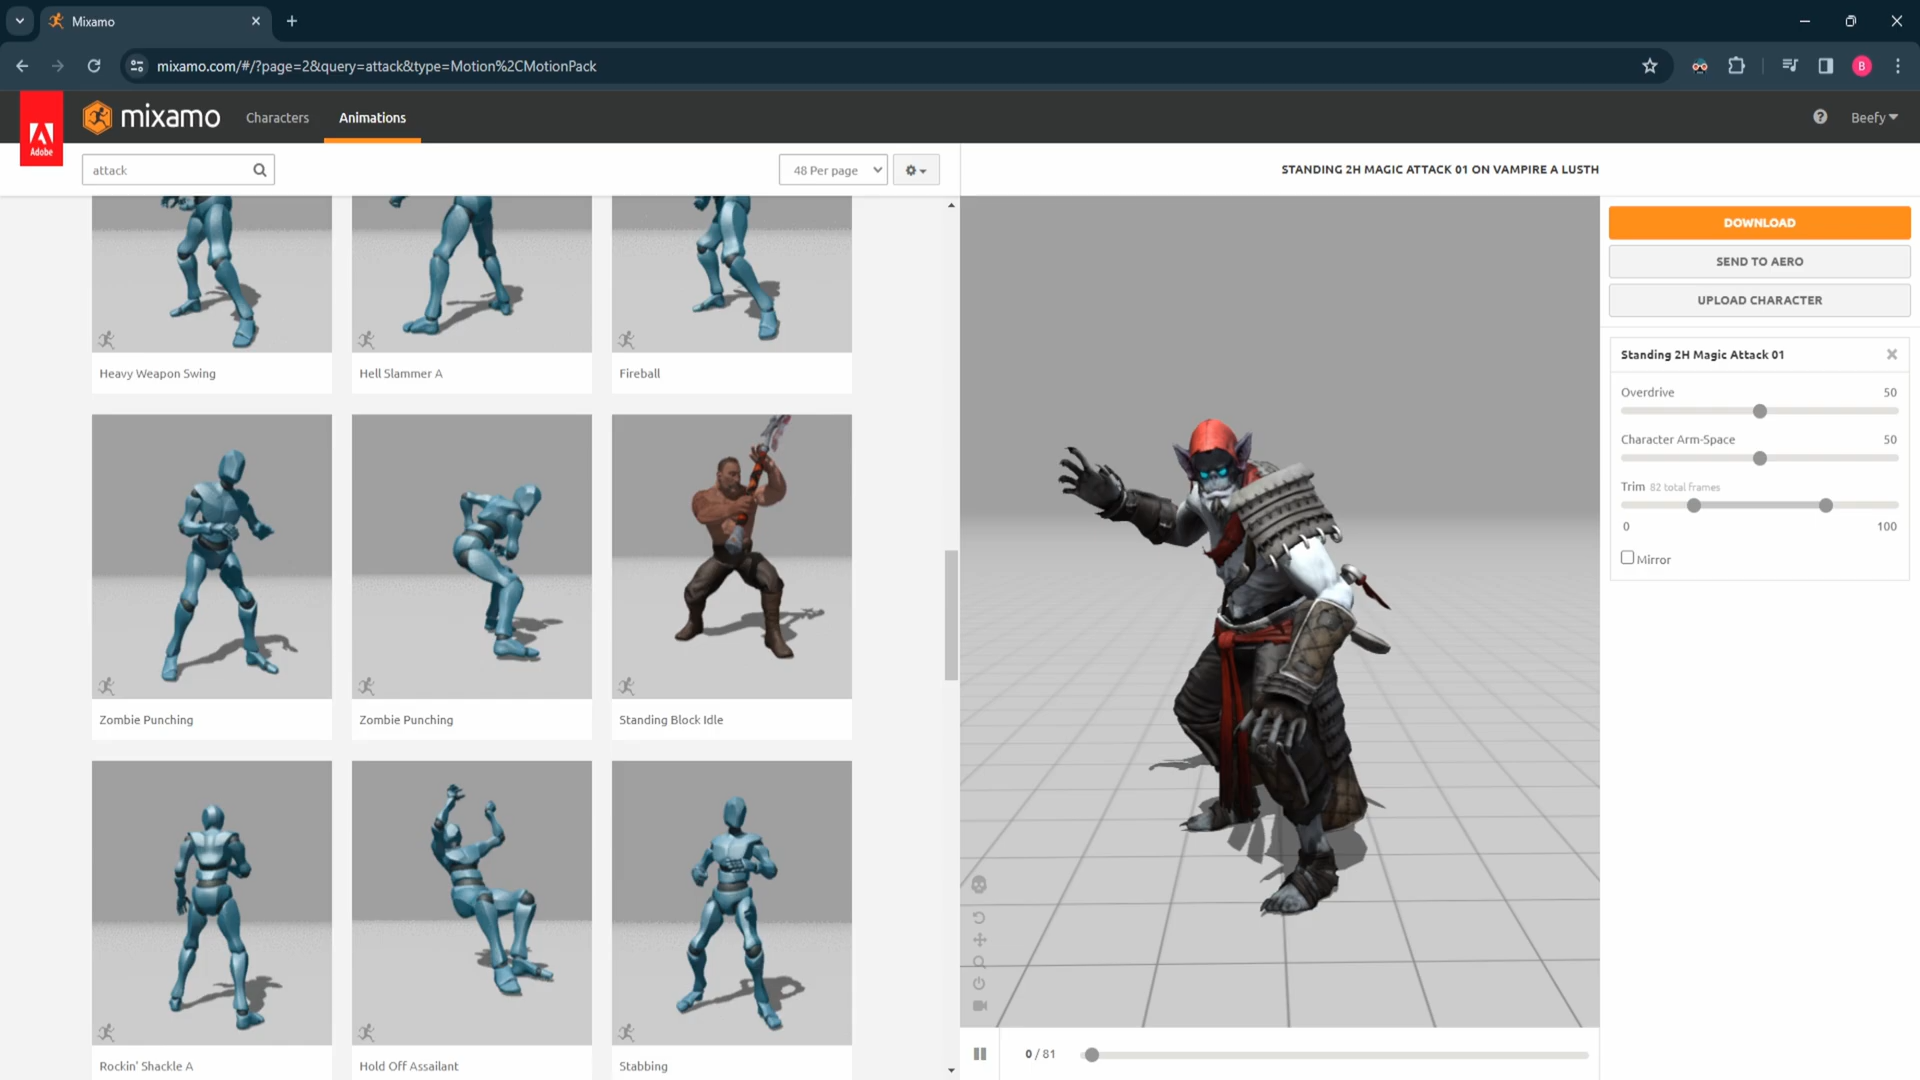 Mixamo
mixamo.com/#/?page=2&query=attack&type=Motion%2CMotionPack
B
Adobe
mixamo
Characters
Animations
Beefy
attack
48 Per page
STANDING 2H MAGIC ATTACK 01 ON VAMPIRE A LUSTH
Heavy Weapon Swing
Hell Slammer A
Fireball
Zombie Punching
Zombie Punching
Standing Block Idle
Rockin' Shackle A
Hold Off Assailant
Stabbing
0 / 81
DOWNLOAD
SEND TO AERO
UPLOAD CHARACTER
Standing 2H Magic Attack 01
Overdrive 50
Character Arm-Space 50
Trim 82 total frames
0 100
Mirror